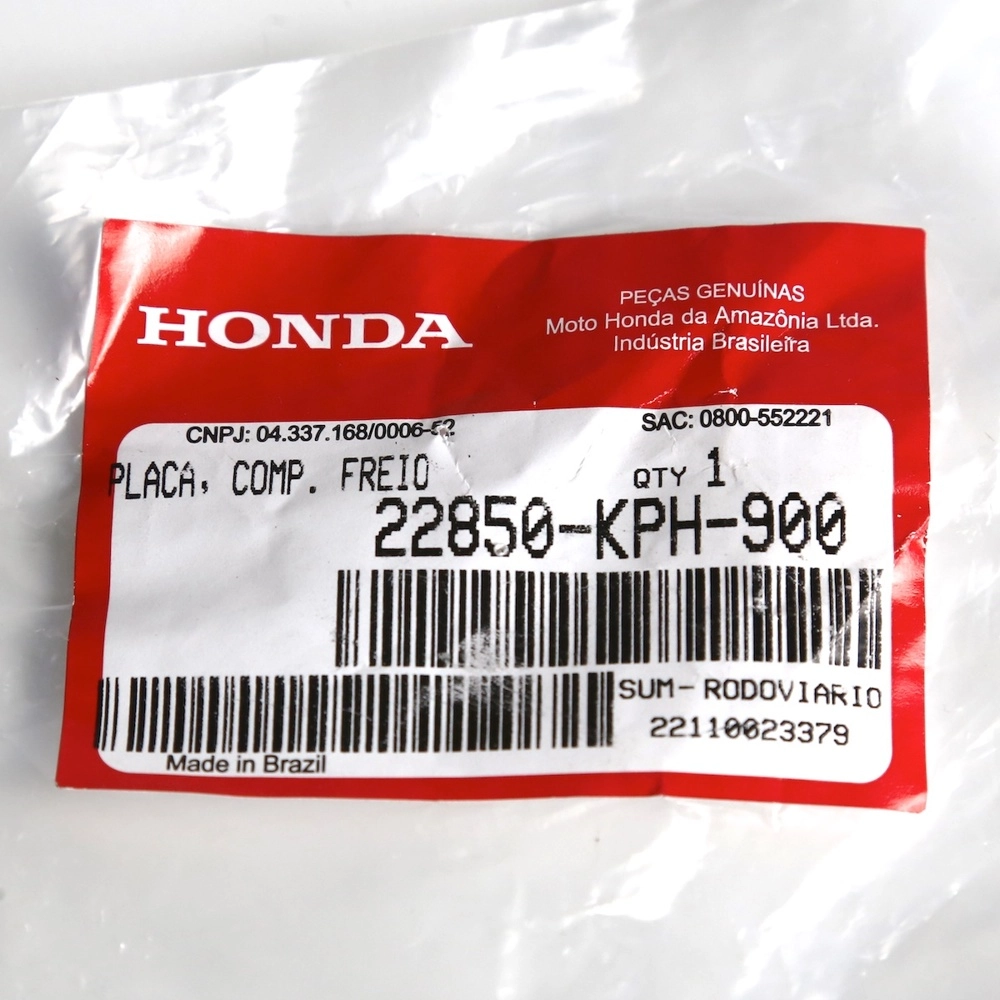 HONDA
PEÇAS GENUÍNAS
Moto Honda da Amazônia Ltda.
Indústria Brasileira
CNPJ: 04.337.168/0006-52
SAC: 0800-552221
PLACA, COMP. FREIO
QTY 1
22850-KPH-900
SUM- RODOVIARIO
22110023379
Made in Brazil